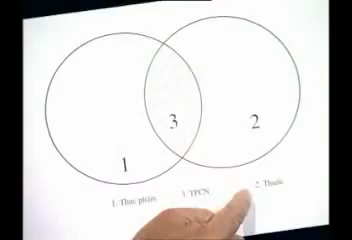 3
2
1
1. Thực phẩm
3. TPCN
2. Thuốc